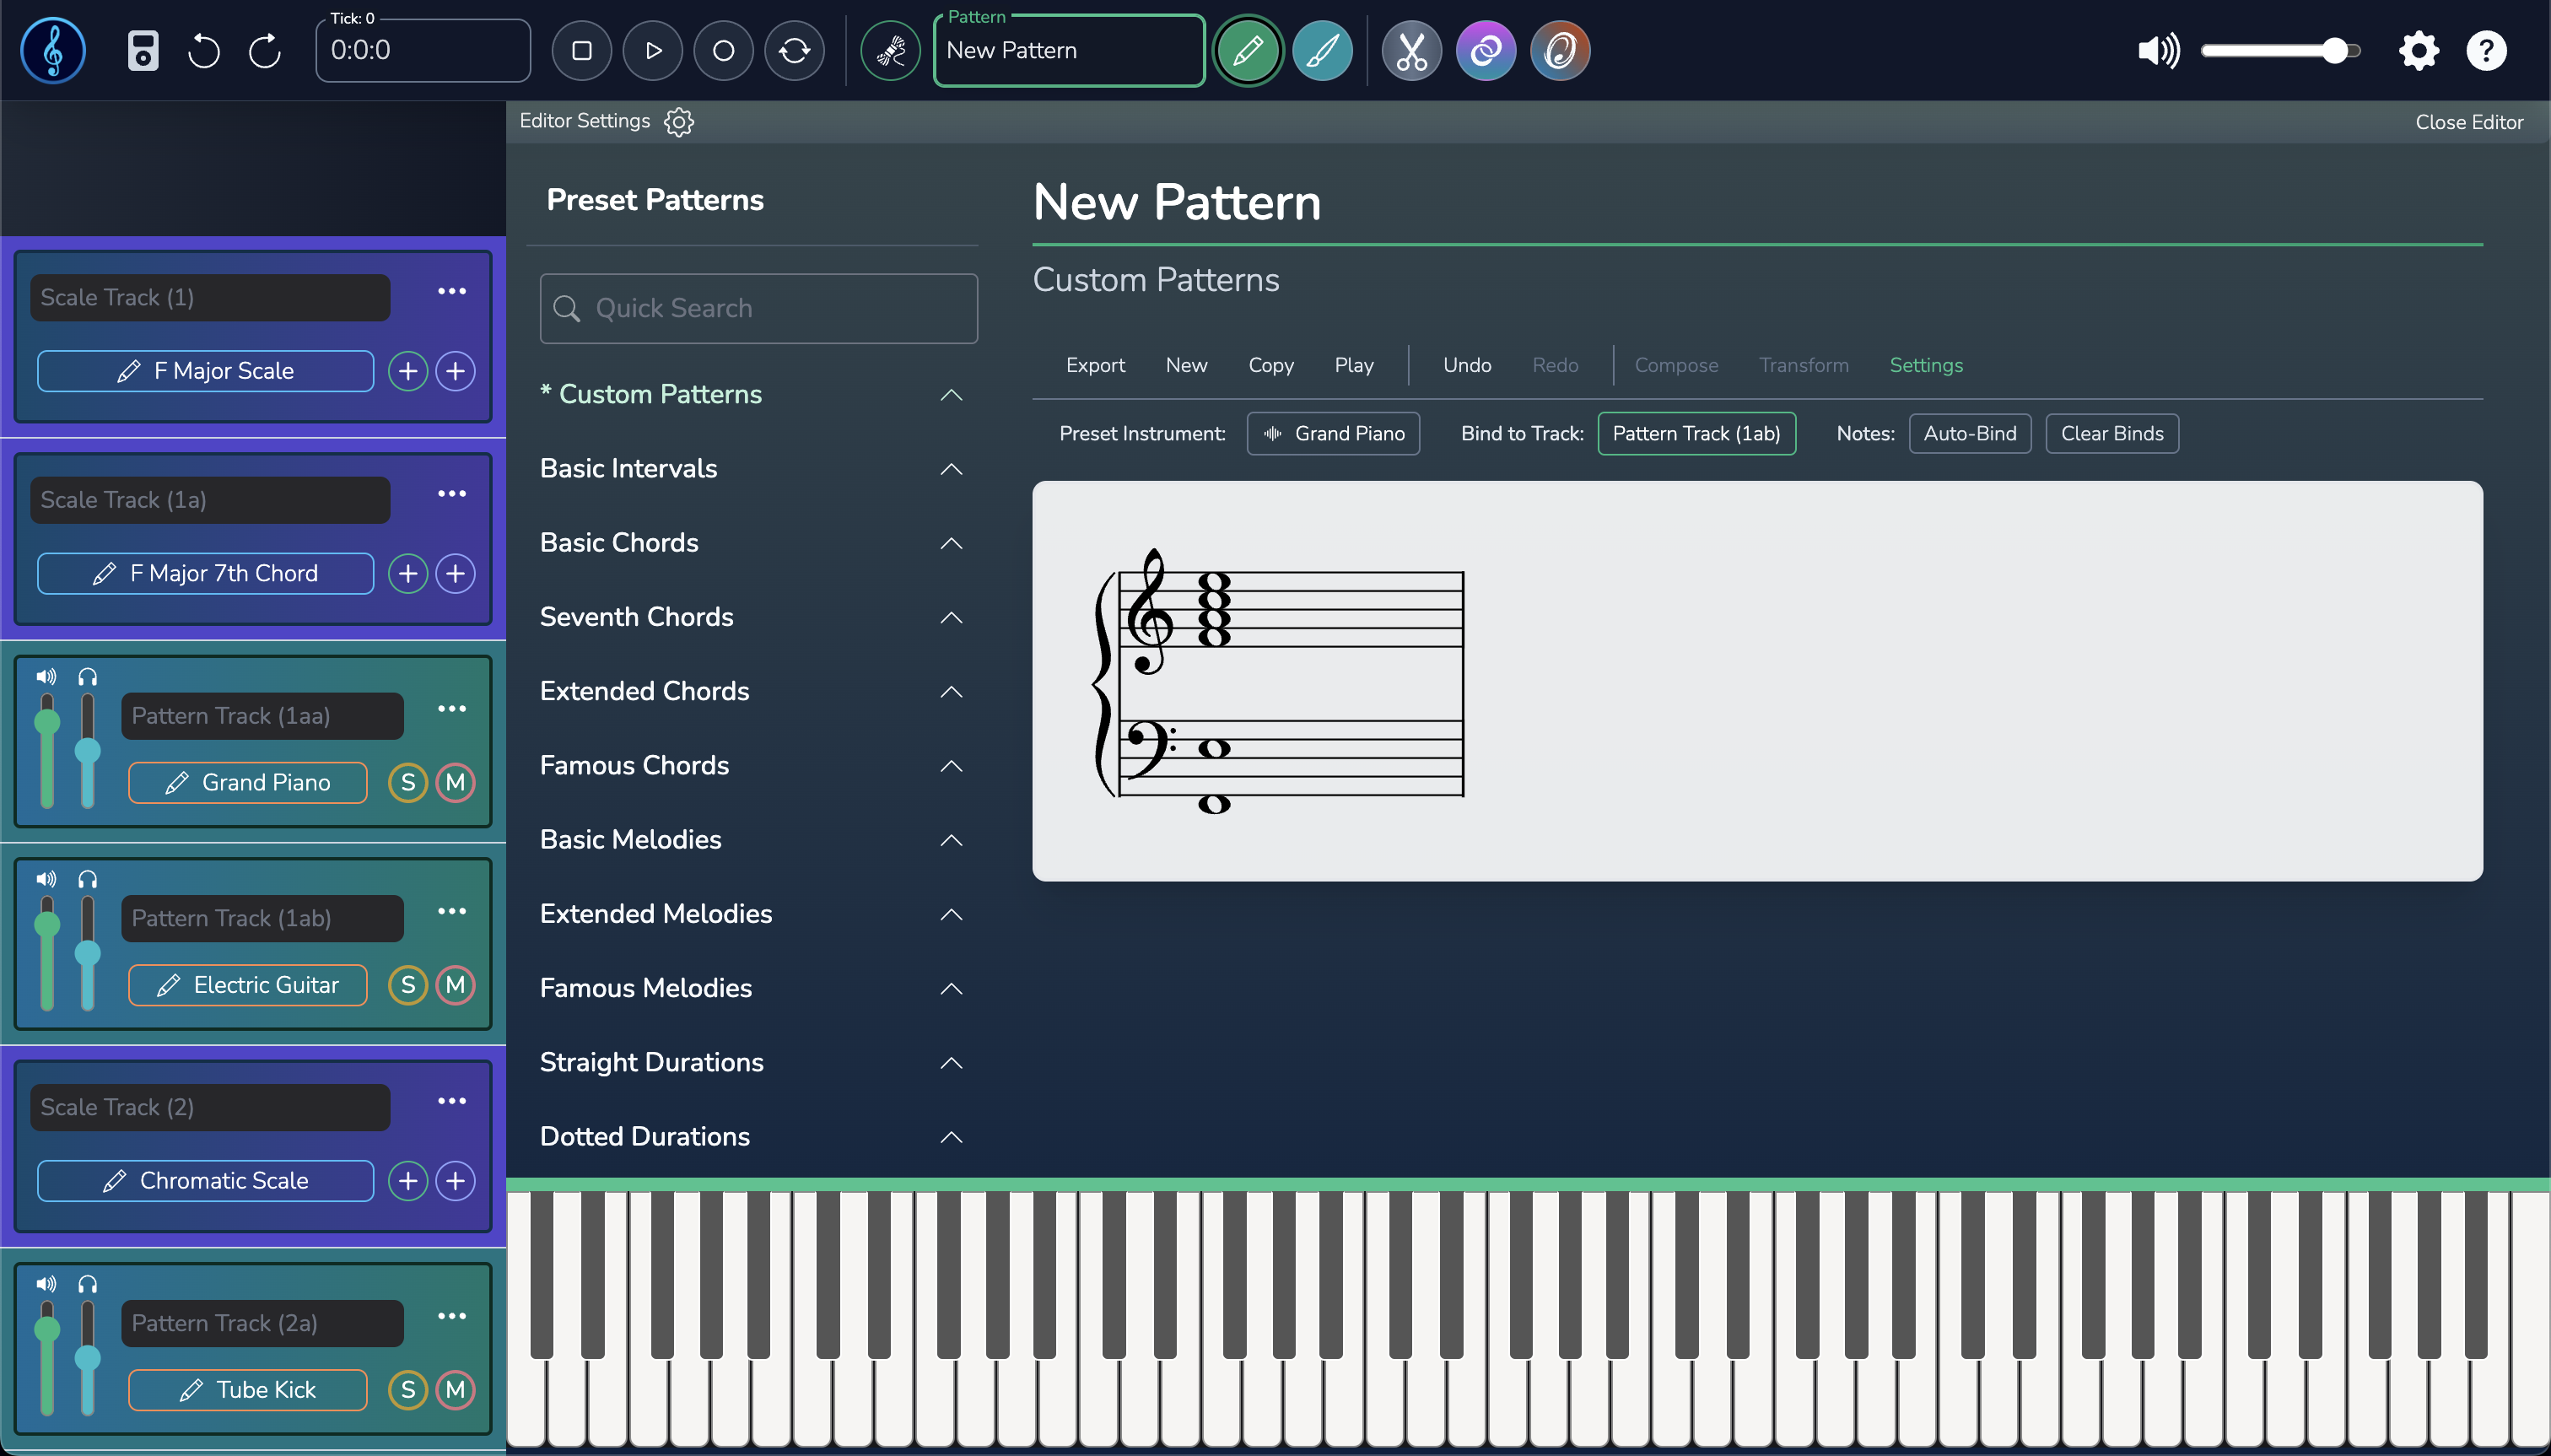 Tick: 0
0:0:0
Pattern
New Pattern
?
Editor Settings
Close Editor
Scale Track (1)
F Major Scale
Scale Track (1a)
F Major 7th Chord
Pattern Track (1aa)
Grand Piano
S
M
Pattern Track (1ab)
Electric Guitar
S
M
Scale Track (2)
Chromatic Scale
Pattern Track (2a)
Tube Kick
S
M
Preset Patterns
Quick Search
* Custom Patterns
Basic Intervals
Basic Chords
Seventh Chords
Extended Chords
Famous Chords
Basic Melodies
Extended Melodies
Famous Melodies
Straight Durations
Dotted Durations
New Pattern
Custom Patterns
Export New Copy Play Undo Redo Compose Transform Settings
Preset Instrument: Grand Piano Bind to Track: Pattern Track (1ab) Notes: Auto-Bind Clear Binds